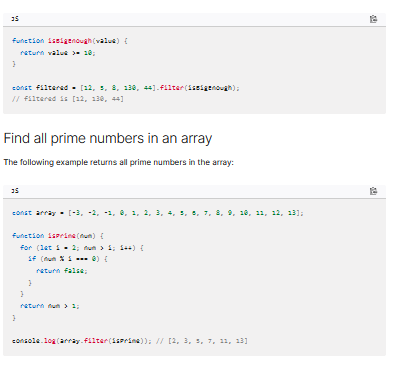 JS
function isBigEnough(value) {
return value >= 10;
}
const filtered = [12, 5, 8, 130, 44].filter(isBigEnough);
// filtered is [12, 130, 44]
Find all prime numbers in an array
The following example returns all prime numbers in the array:
JS
const array = [-3, -2, -1, 0, 1, 2, 3, 4, 5, 6, 7, 8, 9, 10, 11, 12, 13];
function isPrime(num) {
for (let i = 2; num > i; i++) {
if (num % i === 0) {
return false;
}
}
return num > 1;
}
console.log(array.filter(isPrime)); // [2, 3, 5, 7, 11, 13]